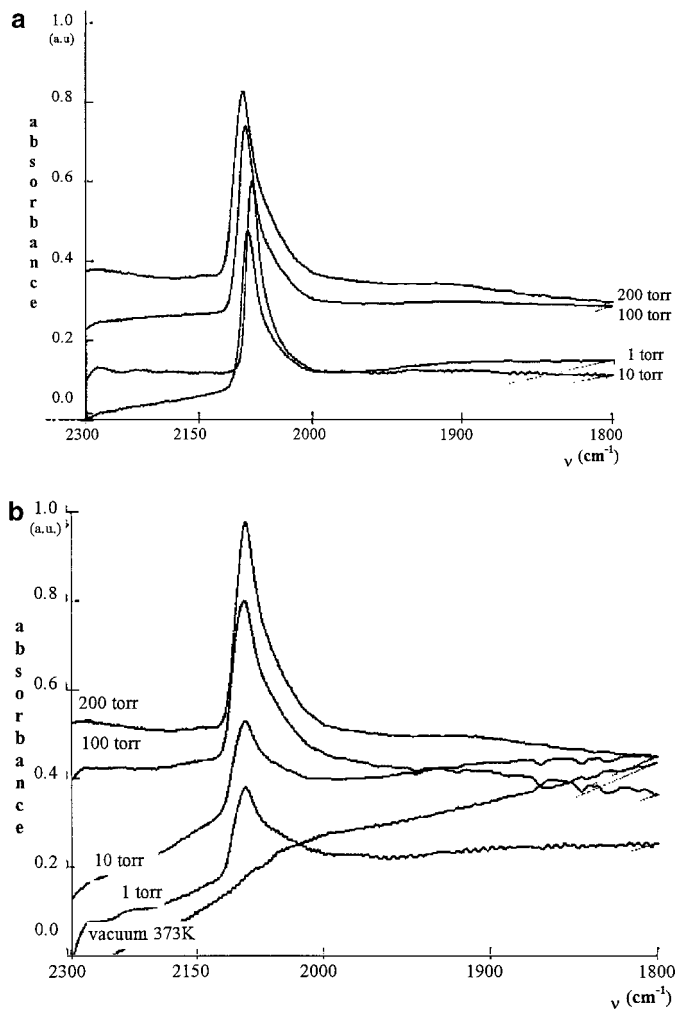 a
1.0
(a.u)
0.8
0.6
0.4
0.2
0.0
absorbance
200 torr
100 torr
1 torr
10 torr
2300 2150 2000 1900 1800
ν (cm⁻¹)
b
1.0
(a.u.)
0.8
0.6
0.4
0.2
0.0
absorbance
200 torr
100 torr
10 torr
1 torr
vacuum 373K
2300 2150 2000 1900 1800
ν (cm⁻¹)